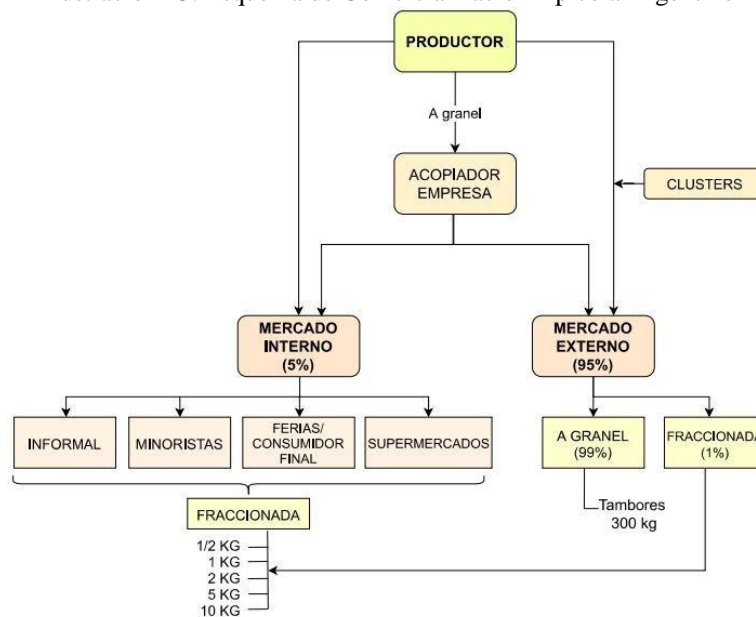 PRODUCTOR
A granel
ACOPIADOR
EMPRESA
CLUSTERS
MERCADO
INTERNO
(5%)
MERCADO
EXTERNO
(95%)
INFORMAL
MINORISTAS
FERIAS/
CONSUMIDOR
FINAL
SUPERMERCADOS
A GRANEL
(99%)
FRACCIONADA
(1%)
Tambores
300 kg
FRACCIONADA
1/2 KG
1 KG
2 KG
5 KG
10 KG